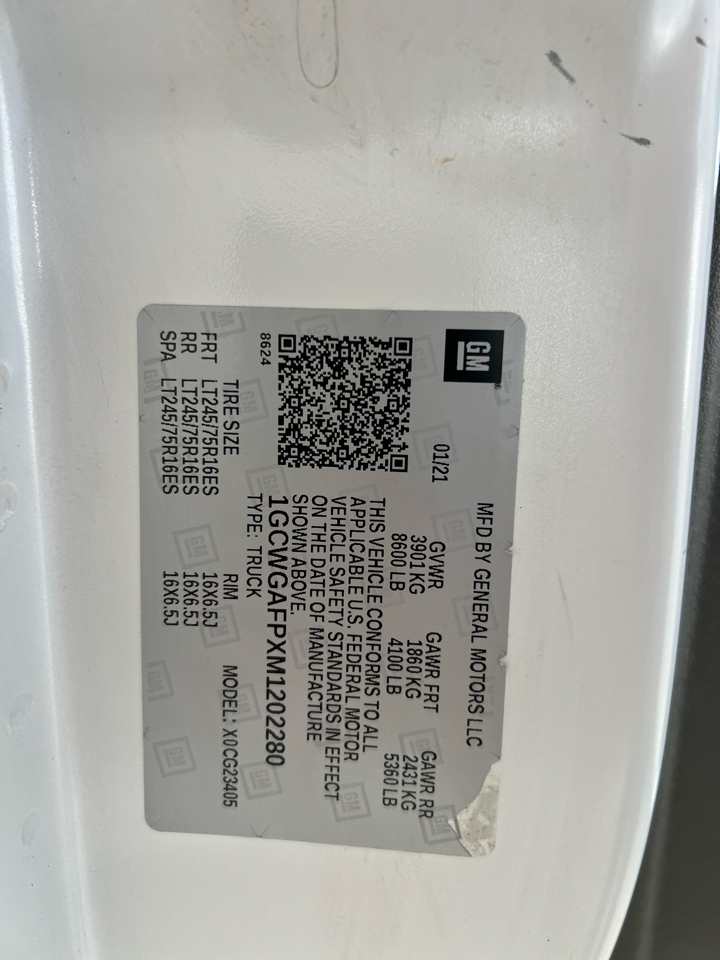 GM
MFD BY GENERAL MOTORS LLC
01/21
GVWR GAWR FRT GAWR RR
3901 KG 1860 KG 2431 KG
8600 LB 4100 LB 5360 LB
THIS VEHICLE CONFORMS TO ALL
APPLICABLE U.S. FEDERAL MOTOR
VEHICLE SAFETY STANDARDS IN EFFECT
ON THE DATE OF MANUFACTURE
SHOWN ABOVE.
1GCWGAFPXM1202280
8624
TYPE: TRUCK MODEL: X0CG23405
TIRE SIZE RIM
FRT LT245/75R16ES 16X6.5J
RR LT245/75R16ES 16X6.5J
SPA LT245/75R16ES 16X6.5J